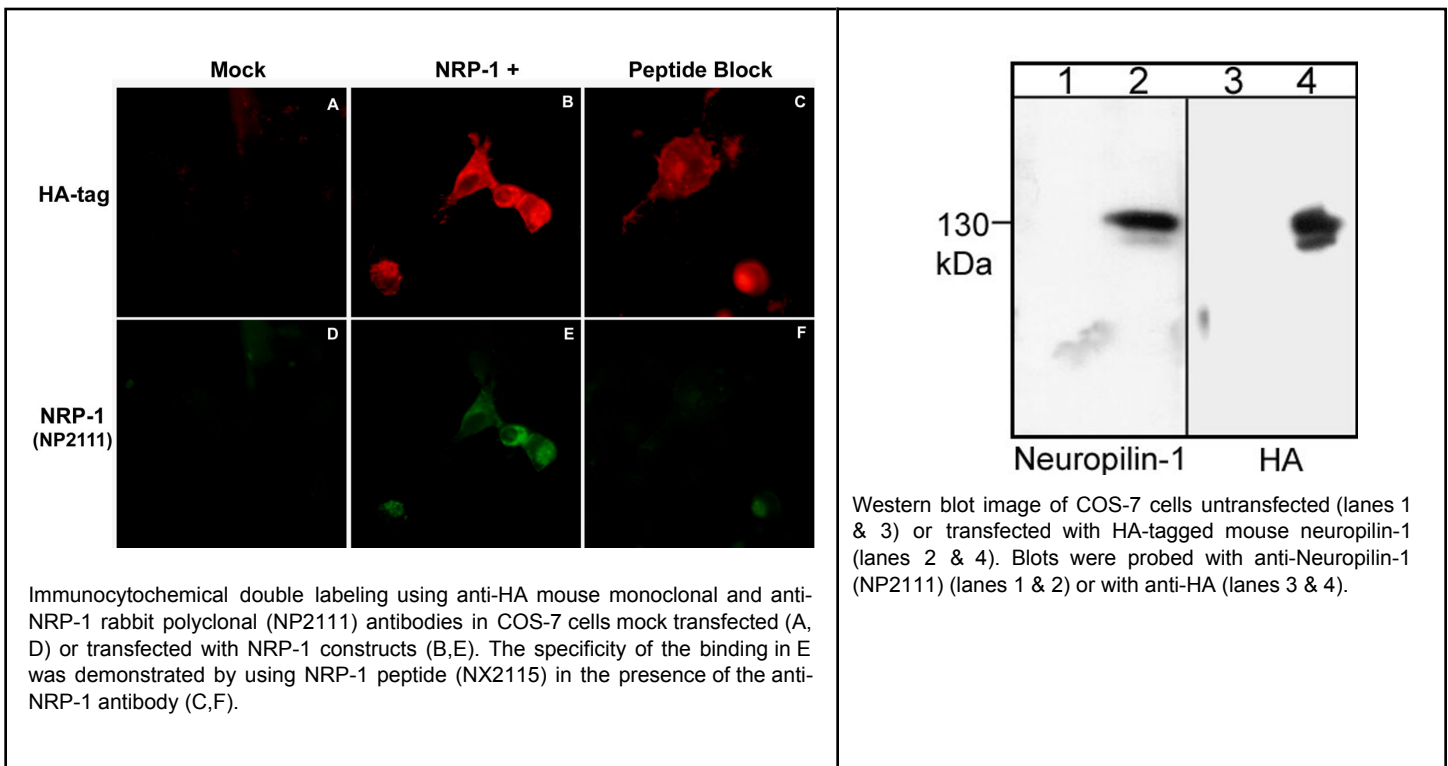 Mock NRP-1 + Peptide Block
HA-tag
A B C
NRP-1
(NP2111)
D E F
Immunocytochemical double labeling using anti-HA mouse monoclonal and anti-
NRP-1 rabbit polyclonal (NP2111) antibodies in COS-7 cells mock transfected (A,
D) or transfected with NRP-1 constructs (B,E). The specificity of the binding in E
was demonstrated by using NRP-1 peptide (NX2115) in the presence of the anti-
NRP-1 antibody (C,F).
1 2 3 4
130
kDa
Neuropilin-1 HA
Western blot image of COS-7 cells untransfected (lanes 1
& 3) or transfected with HA-tagged mouse neuropilin-1
(lanes 2 & 4). Blots were probed with anti-Neuropilin-1
(NP2111) (lanes 1 & 2) or with anti-HA (lanes 3 & 4).